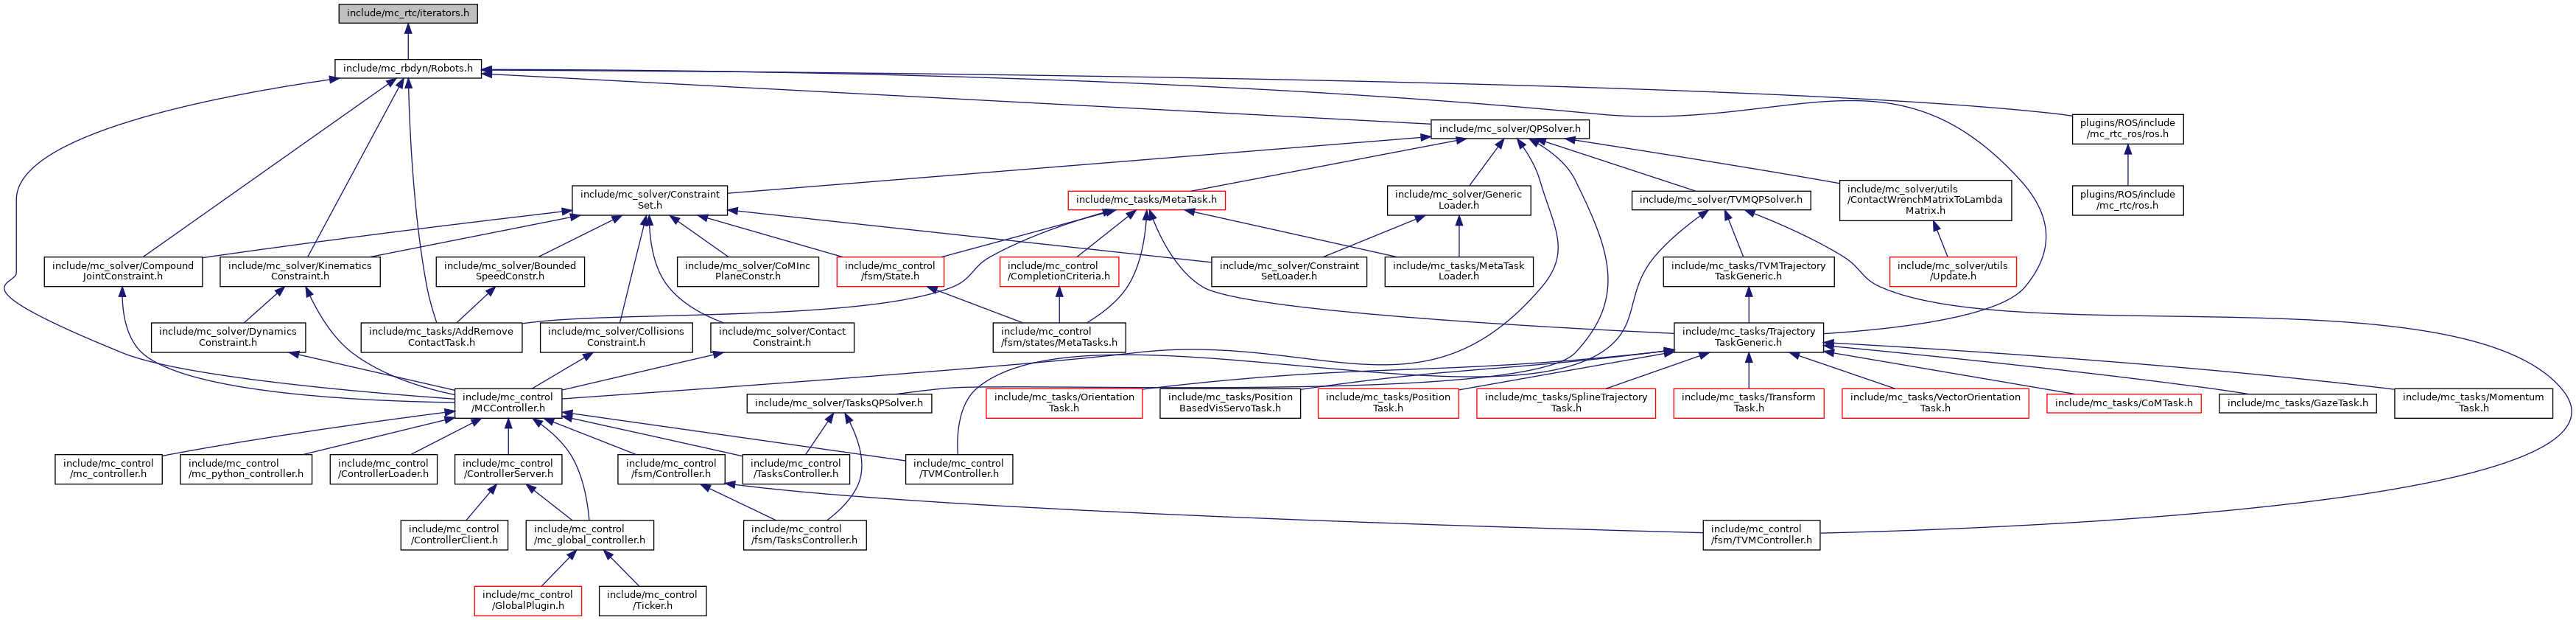 include/mc_rtc/iterators.h
include/mc_rbdyn/Robots.h
include/mc_solver/QPSolver.h
plugins/ROS/include
/mc_rtc_ros/ros.h
include/mc_solver/Constraint
Set.h
include/mc_tasks/MetaTask.h
include/mc_solver/Generic
Loader.h
include/mc_solver/TVMQPSolver.h
include/mc_solver/utils
/ContactWrenchMatrixToLambda
Matrix.h
plugins/ROS/include
/mc_rtc/ros.h
include/mc_solver/Compound
JointConstraint.h
include/mc_solver/Kinematics
Constraint.h
include/mc_solver/Bounded
SpeedConstr.h
include/mc_solver/CoMInc
PlaneConstr.h
include/mc_control
/fsm/State.h
include/mc_control
/CompletionCriteria.h
include/mc_solver/Constraint
SetLoader.h
include/mc_tasks/MetaTask
Loader.h
include/mc_tasks/TVMTrajectory
TaskGeneric.h
include/mc_solver/utils
/Update.h
include/mc_solver/Dynamics
Constraint.h
include/mc_tasks/AddRemove
ContactTask.h
include/mc_solver/Collisions
Constraint.h
include/mc_solver/Contact
Constraint.h
include/mc_control
/fsm/states/MetaTasks.h
include/mc_tasks/Trajectory
TaskGeneric.h
include/mc_control
/MCController.h
include/mc_solver/TasksQPSolver.h
include/mc_tasks/Orientation
Task.h
include/mc_tasks/Position
BasedVisServoTask.h
include/mc_tasks/Position
Task.h
include/mc_tasks/SplineTrajectory
Task.h
include/mc_tasks/Transform
Task.h
include/mc_tasks/VectorOrientation
Task.h
include/mc_tasks/CoMTask.h
include/mc_tasks/GazeTask.h
include/mc_tasks/Momentum
Task.h
include/mc_control
/mc_controller.h
include/mc_control
/mc_python_controller.h
include/mc_control
/ControllerLoader.h
include/mc_control
/ControllerServer.h
include/mc_control
/fsm/Controller.h
include/mc_control
/TasksController.h
include/mc_control
/TVMController.h
include/mc_control
/ControllerClient.h
include/mc_control
/mc_global_controller.h
include/mc_control
/fsm/TasksController.h
include/mc_control
/fsm/TVMController.h
include/mc_control
/GlobalPlugin.h
include/mc_control
/Ticker.h